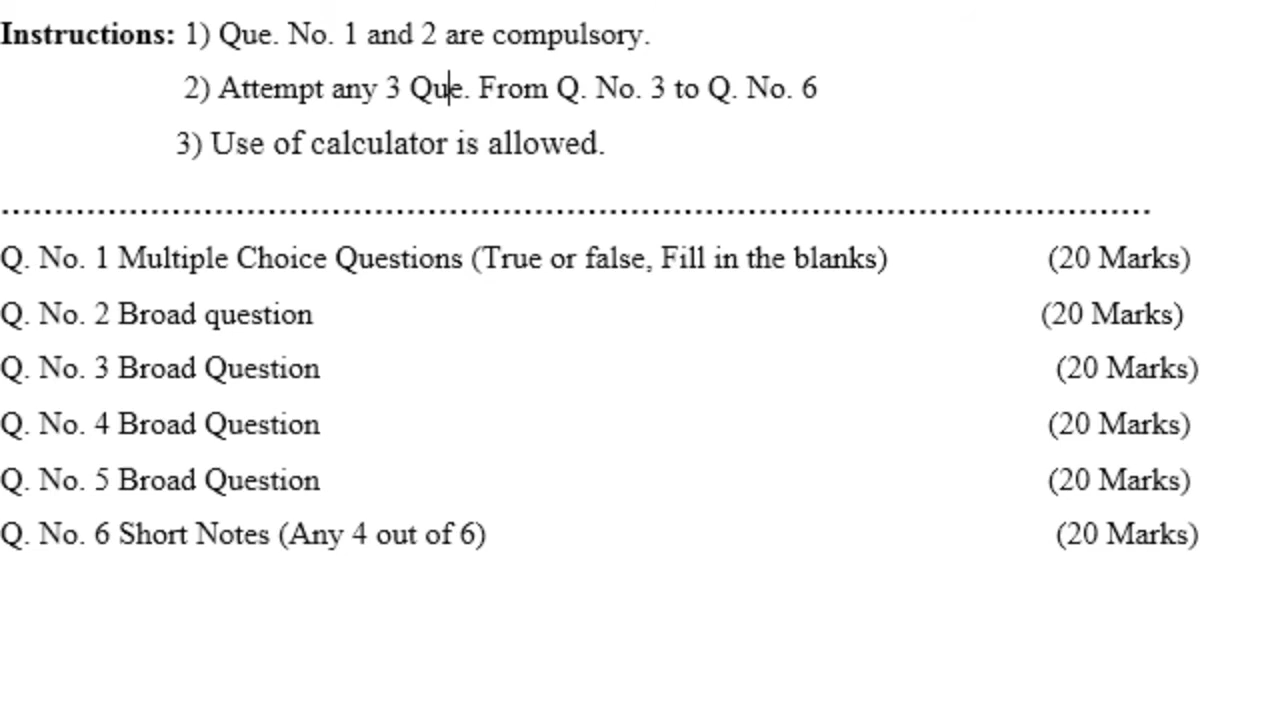 Instructions: 1) Que. No. 1 and 2 are compulsory.
2) Attempt any 3 Que. From Q. No. 3 to Q. No. 6
3) Use of calculator is allowed.
........................................................................................................
Q. No. 1 Multiple Choice Questions (True or false, Fill in the blanks) (20 Marks)
Q. No. 2 Broad question (20 Marks)
Q. No. 3 Broad Question (20 Marks)
Q. No. 4 Broad Question (20 Marks)
Q. No. 5 Broad Question (20 Marks)
Q. No. 6 Short Notes (Any 4 out of 6) (20 Marks)